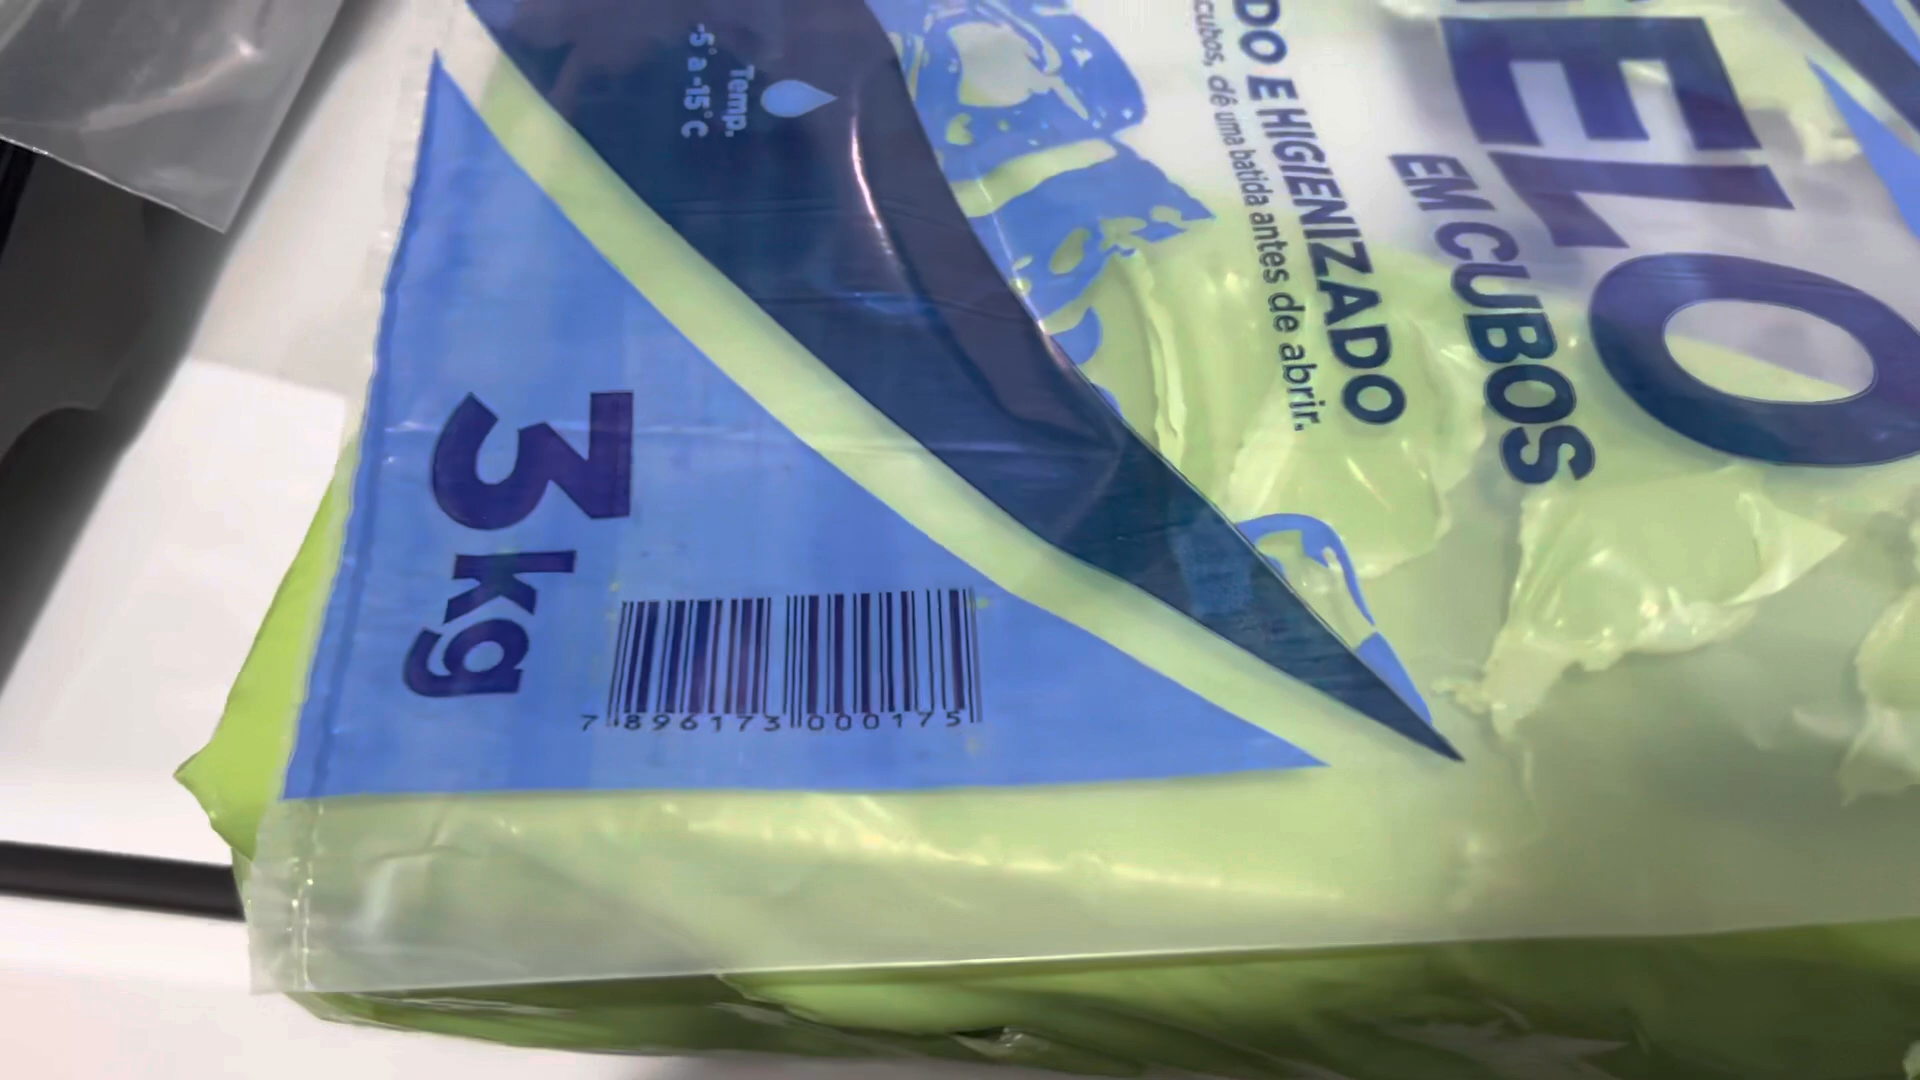 ELO
EM CUBOS
DO E HIGIENIZADO
cubos, dê uma batida antes de abrir.
Temp.
-5° a -15° C
3 kg
7 896173 000175